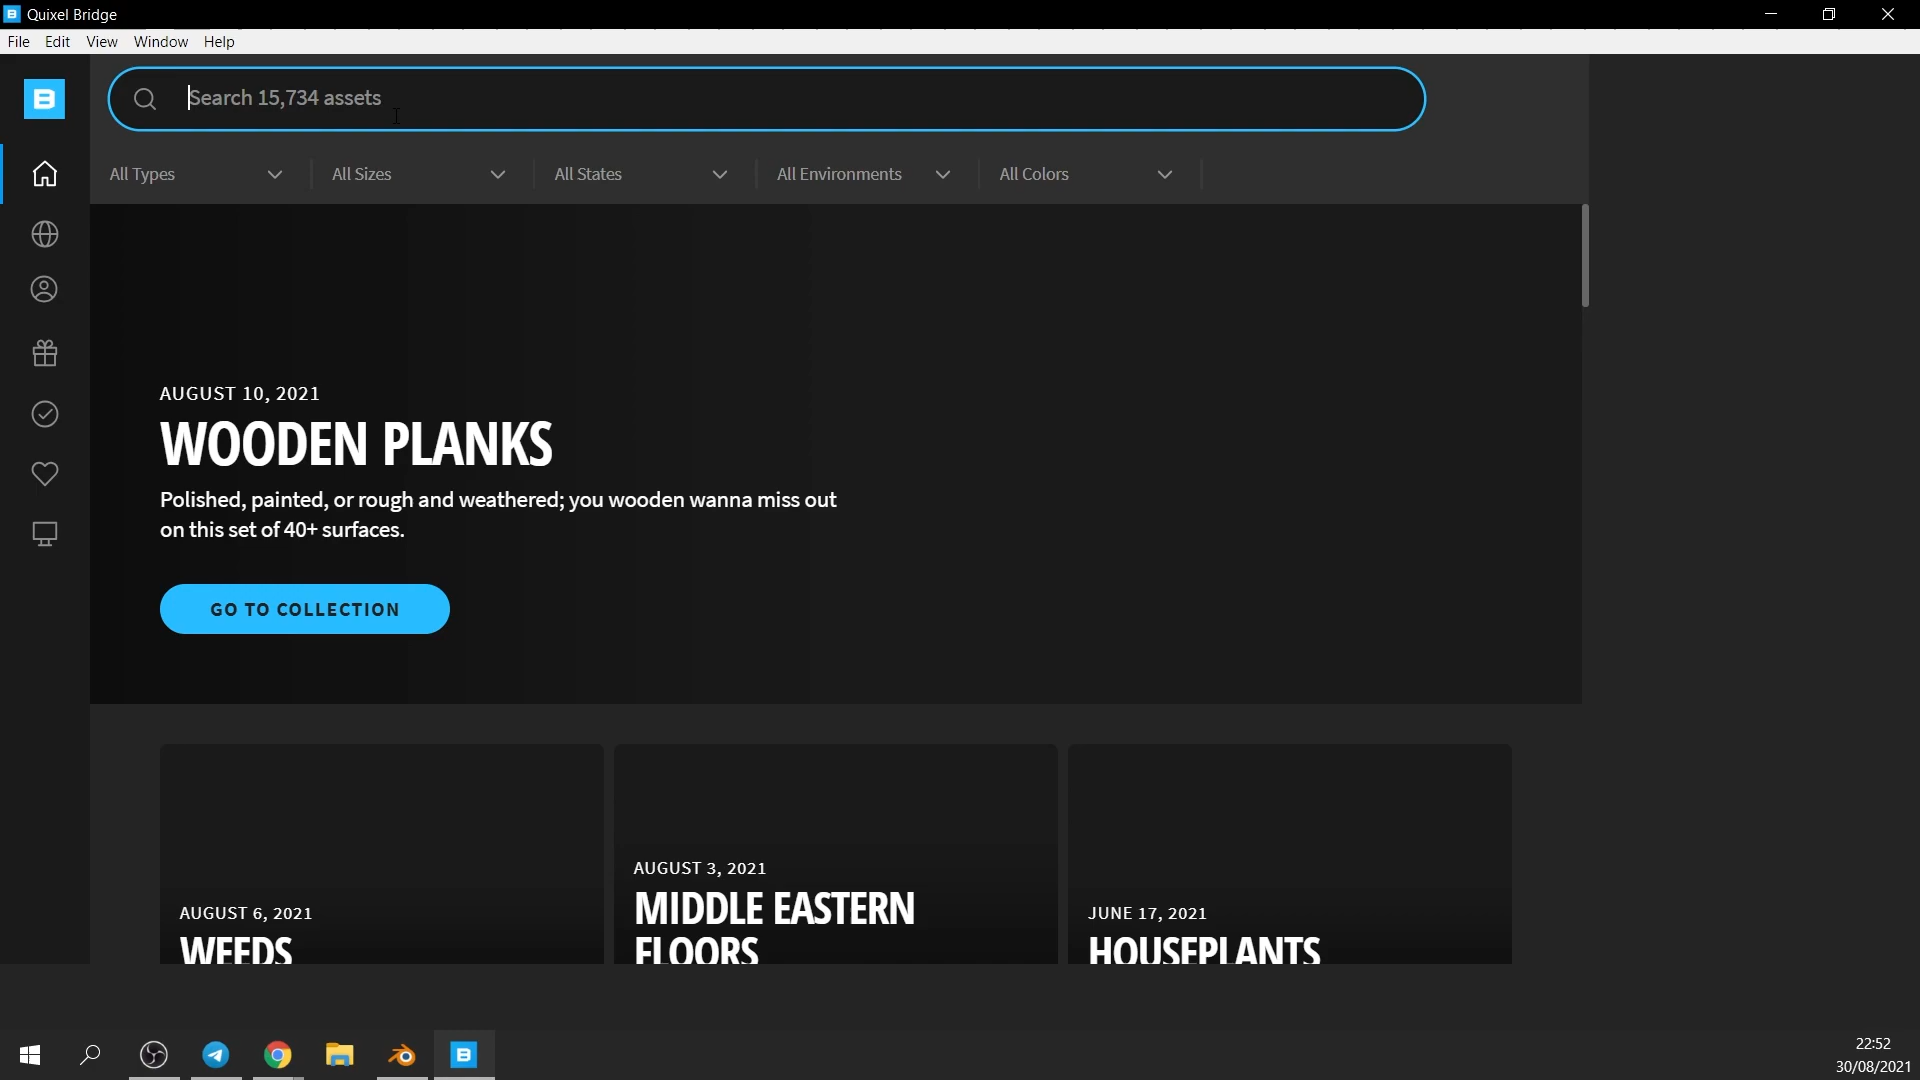 Quixel Bridge
File Edit View Window Help
Search 15,734 assets
All Types All Sizes All States All Environments All Colors
AUGUST 10, 2021
WOODEN PLANKS
Polished, painted, or rough and weathered; you wooden wanna miss out
on this set of 40+ surfaces.
GO TO COLLECTION
AUGUST 6, 2021
WEEDS
AUGUST 3, 2021
MIDDLE EASTERN
FLOORS
JUNE 17, 2021
HOUSEPLANTS
22:52
30/08/2021